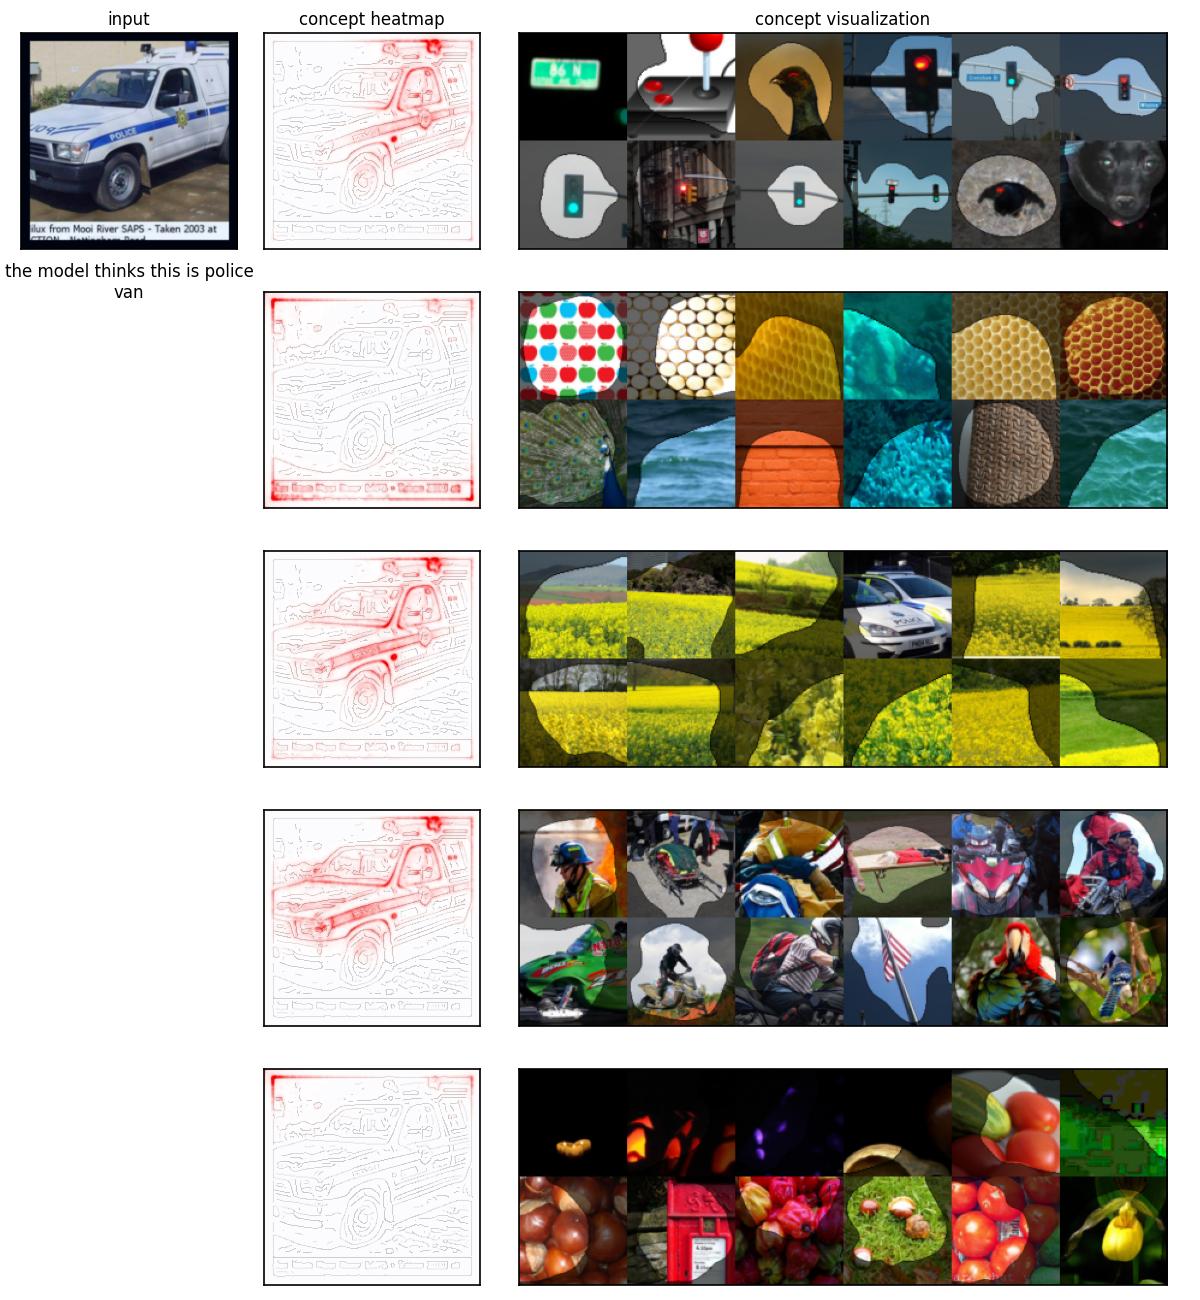 input
concept heatmap
concept visualization
POLICE
ilux from Mooi River SAPS - Taken 2003 at
the model thinks this is police
van
86 N
POLICE